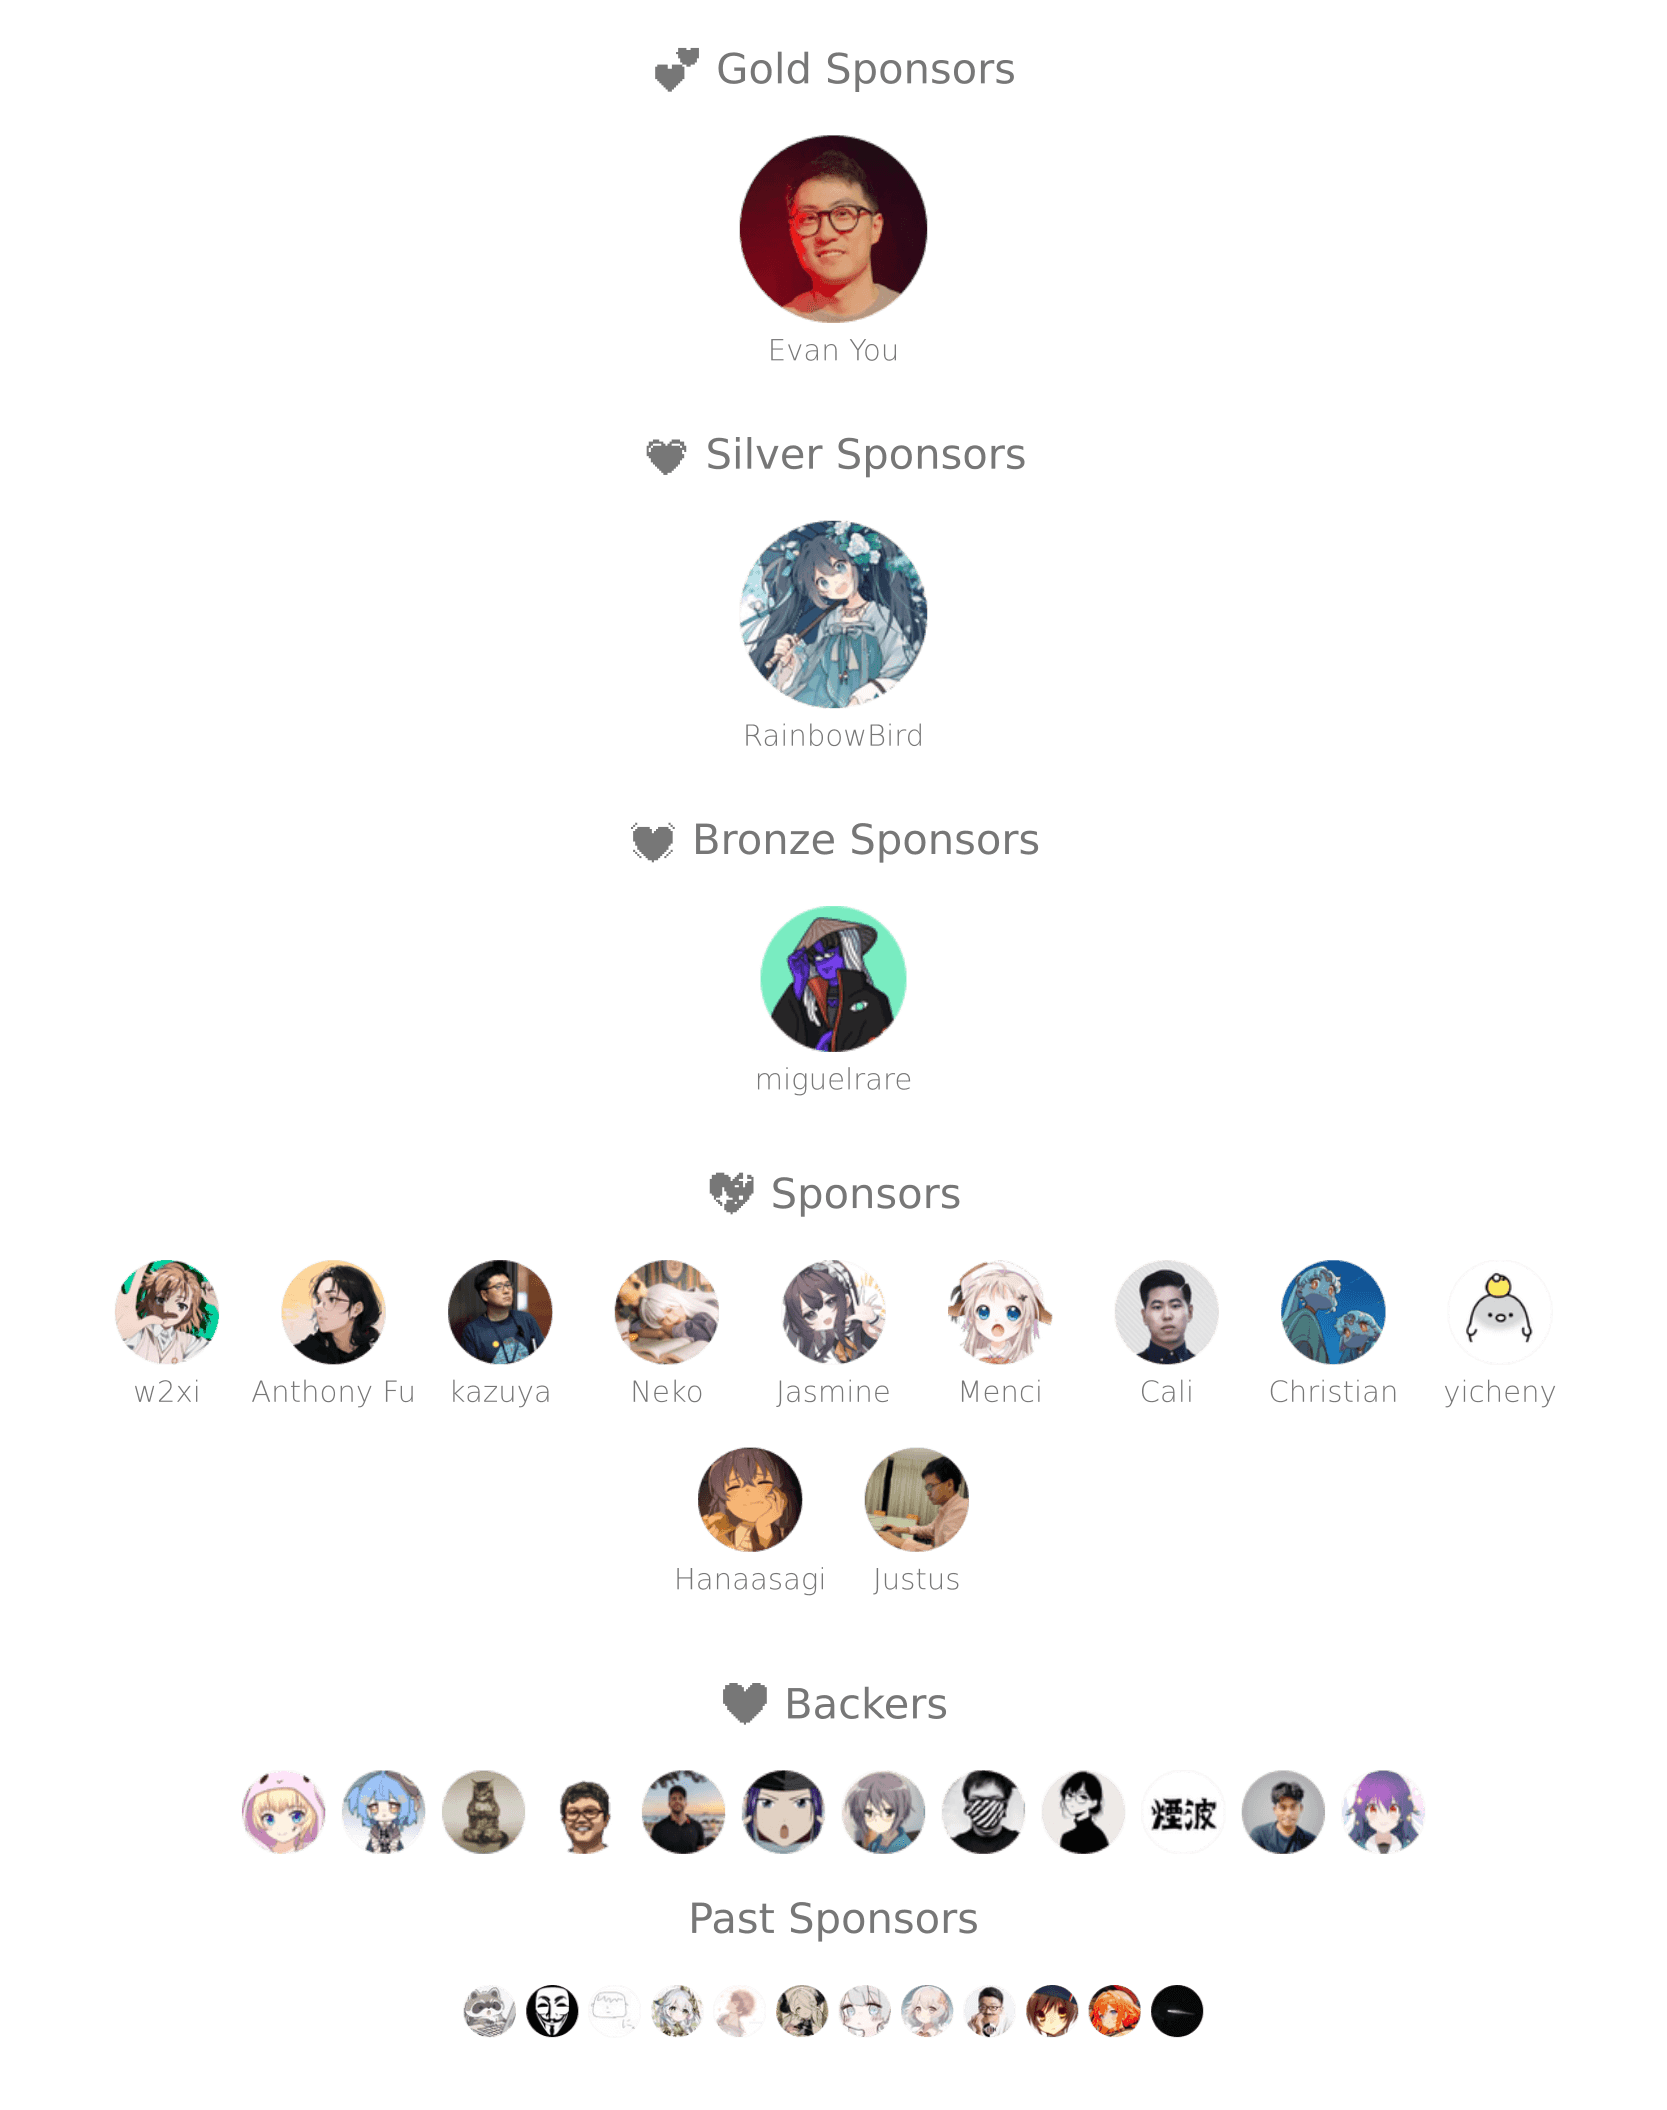 Gold Sponsors
Evan You
Silver Sponsors
RainbowBird
Bronze Sponsors
miguelrare
Sponsors
w2xi Anthony Fu kazuya Neko Jasmine Menci Cali Christian yicheny
Hanaasagi Justus
Backers
煙波
Past Sponsors